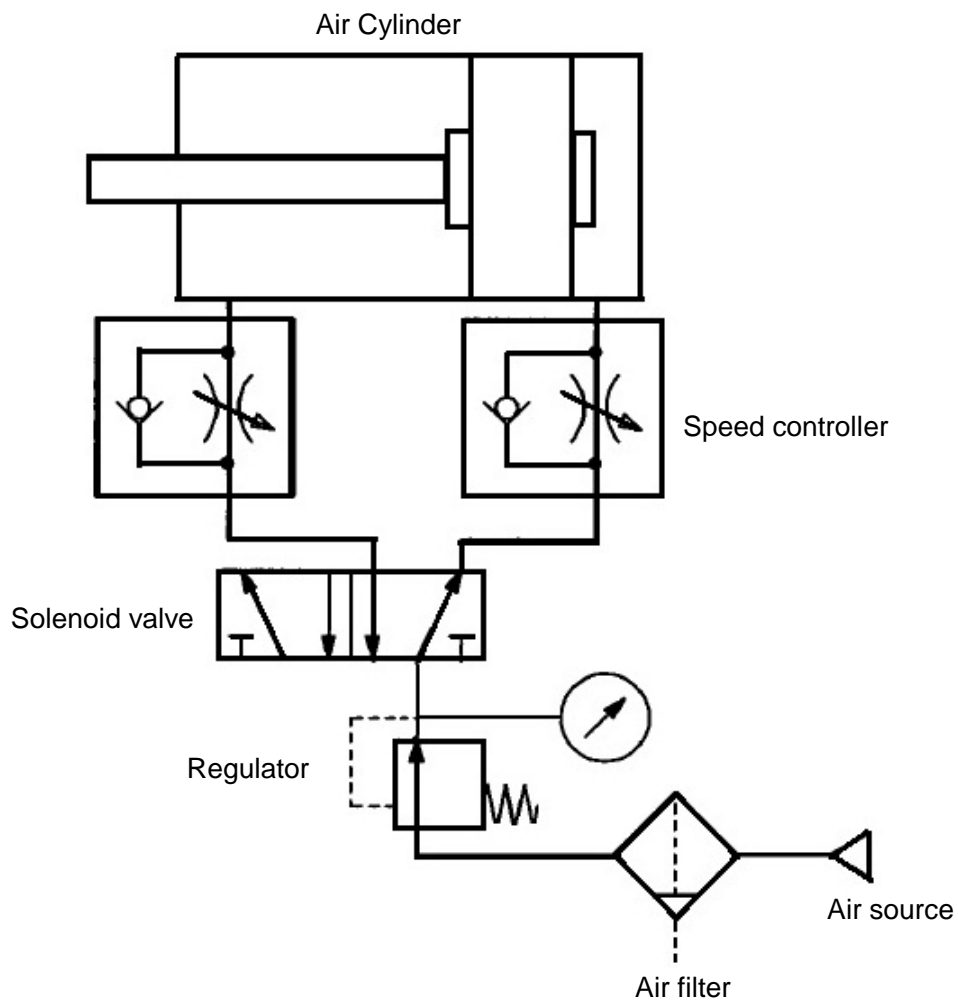 Air Cylinder
Speed controller
Solenoid valve
Regulator
Air source
Air filter